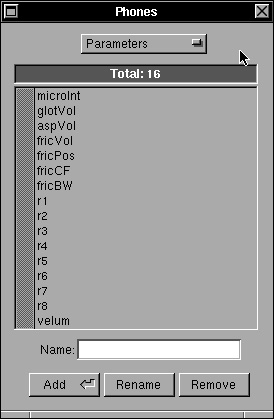 Phones
Parameters
Total: 16
microInt
glotVol
aspVol
fricVol
fricPos
fricCF
fricBW
r1
r2
r3
r4
r5
r6
r7
r8
velum
Name:
Add Rename Remove